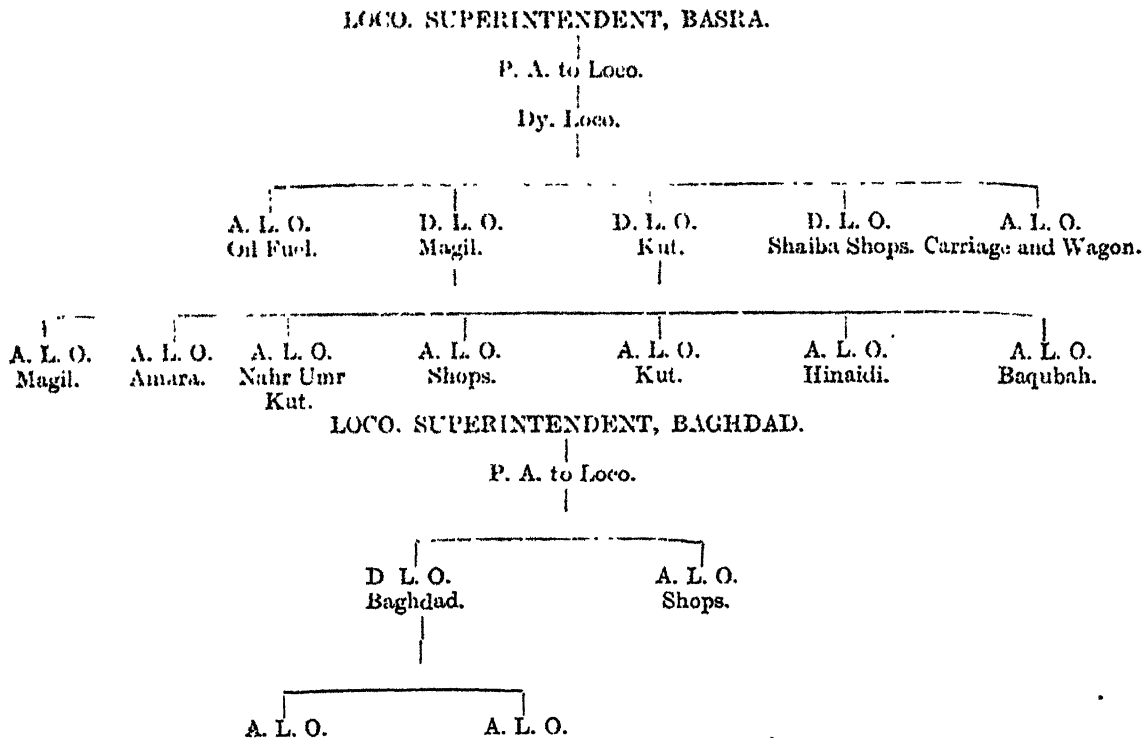 LOCO. SUPERINTENDENT, BASRA.
P. A. to Loco.
Dy. Loco.
A. L. O. D. L. O. D. L. O. D. L. O. A. L. O.
Oil Fuel. Magil. Kut. Shaiba Shops. Carriage and Wagon.
A. L. O. A. L. O. A. L. O. A. L. O. A. L. O. A. L. O. A. L. O.
Magil. Amara. Nahr Umr Shops. Kut. Hinaidi. Baqubah.
Kut.
LOCO. SUPERINTENDENT, BAGHDAD.
P. A. to Loco.
D L. O. A. L. O.
Baghdad. Shops.
A. L. O. A. L. O.